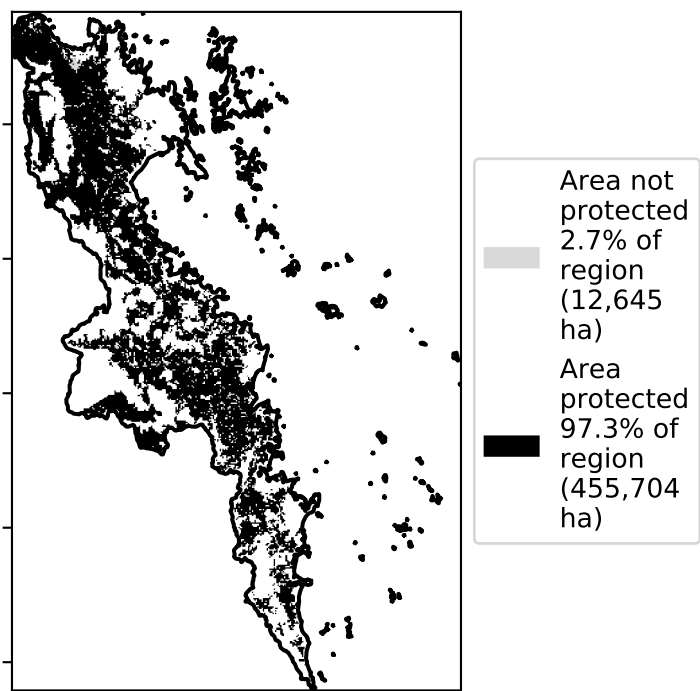 Area not
protected
2.7% of
region
(12,645
ha)
Area
protected
97.3% of
region
(455,704
ha)